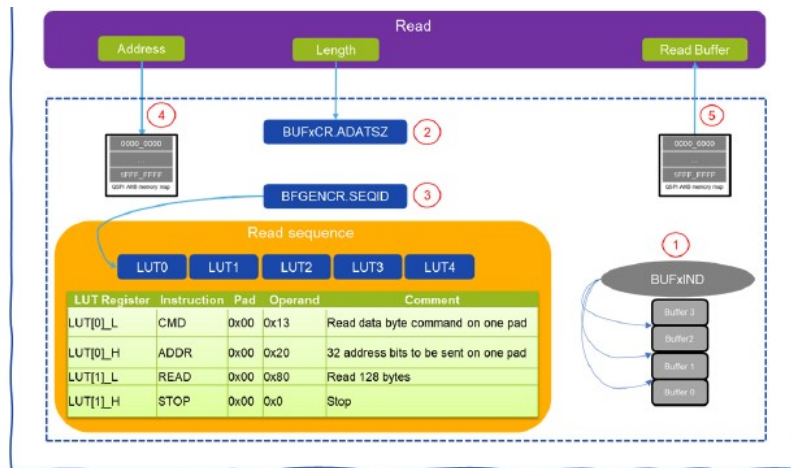 Read
Address
Length
Read Buffer
4
5
BUFxCR.ADATSZ
2
0000_0000
...
1FFF_FFFF
QSPI AHB memory map
0000_0000
...
1FFF_FFFF
QSPI AHB memory map
BFGENCR.SEQID
3
Read sequence
LUT0 LUT1 LUT2 LUT3 LUT4
LUT Register Instruction Pad Operand Comment
LUT[0]_L CMD 0x00 0x13 Read data byte command on one pad
LUT[0]_H ADDR 0x00 0x20 32 address bits to be sent on one pad
LUT[1]_L READ 0x00 0x80 Read 128 bytes
LUT[1]_H STOP 0x00 0x0 Stop
1
BUFxIND
Buffer 3
Buffer2
Buffer 1
Buffer 0